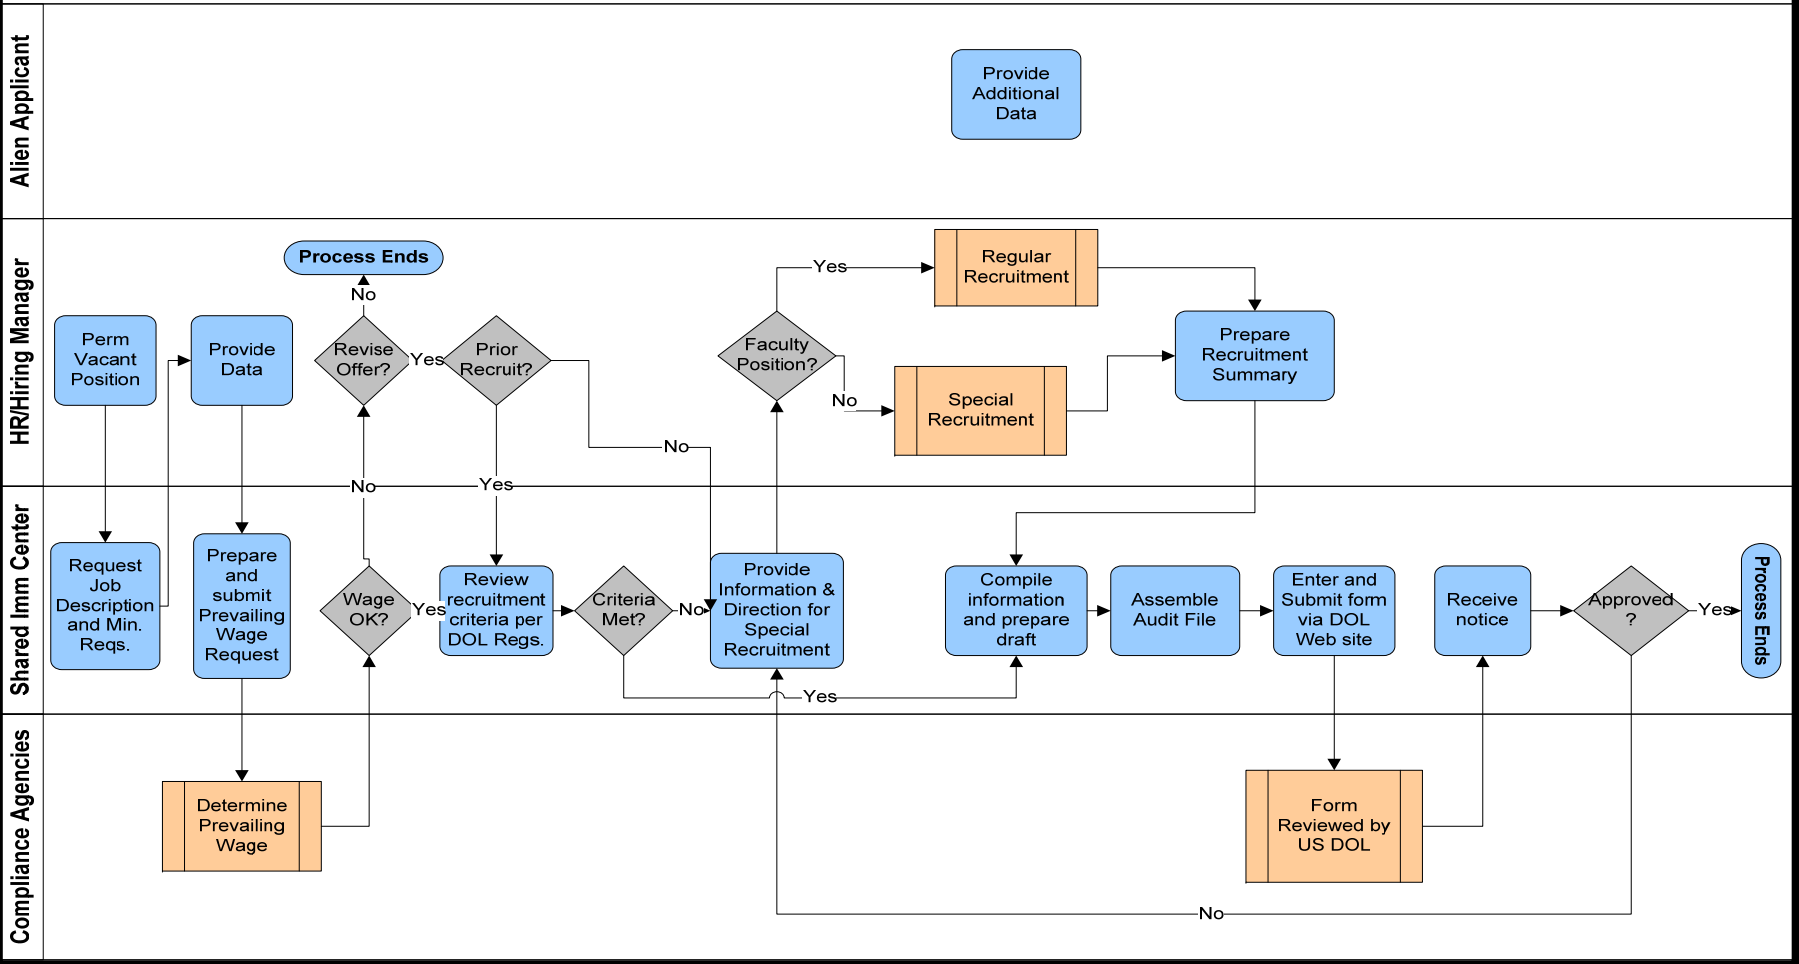 Alien Applicant
Provide
Additional
Data
HR/Hiring Manager
Process Ends
No
Perm
Vacant
Position
Provide
Data
Revise
Offer?
Yes
Prior
Recruit?
No
Yes
No
Faculty
Position?
Yes
No
Regular
Recruitment
Special
Recruitment
Prepare
Recruitment
Summary
Shared Imm Center
Request
Job
Description
and Min.
Reqs.
Prepare
and
submit
Prevailing
Wage
Request
Wage
OK?
Yes
Review
recruitment
criteria per
DOL Regs.
Criteria
Met?
No
Yes
Provide
Information &
Direction for
Special
Recruitment
Compile
information
and prepare
draft
Assemble
Audit File
Enter and
Submit form
via DOL
Web site
Receive
notice
Approved
?
Yes
Process Ends
Compliance Agencies
Determine
Prevailing
Wage
Form
Reviewed by
US DOL
No